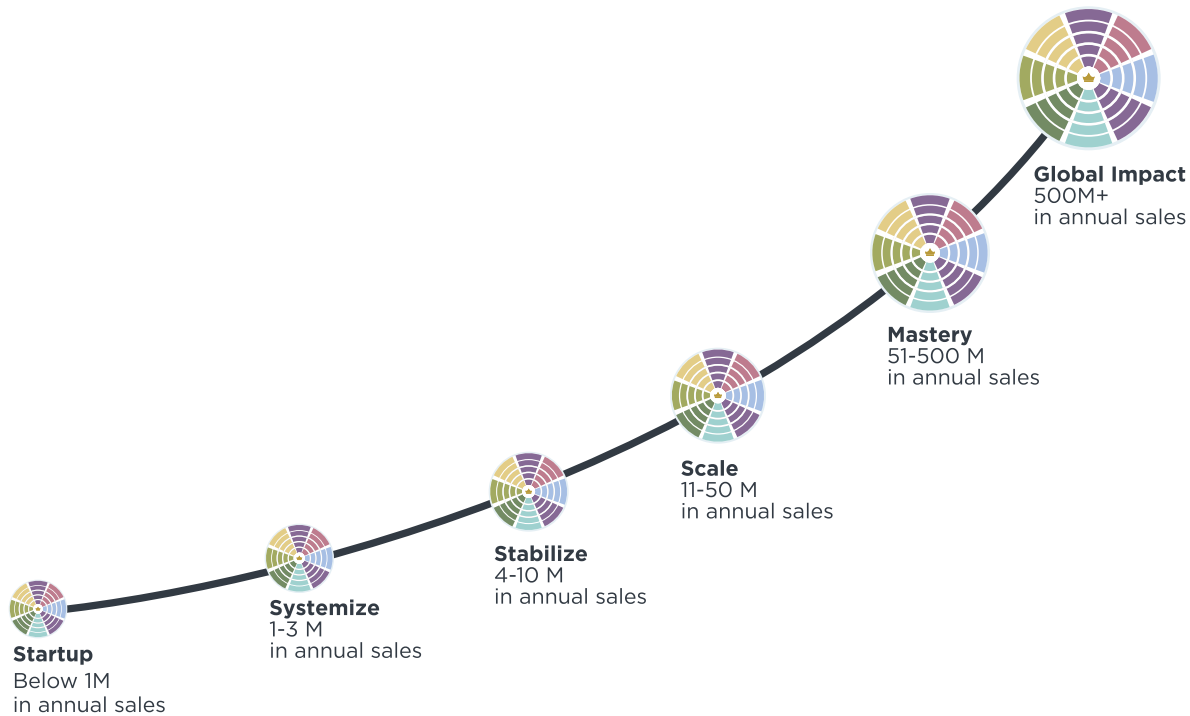 Startup
Below 1M
in annual sales
Systemize
1-3 M
in annual sales
Stabilize
4-10 M
in annual sales
Scale
11-50 M
in annual sales
Mastery
51-500 M
in annual sales
Global Impact
500M+
in annual sales